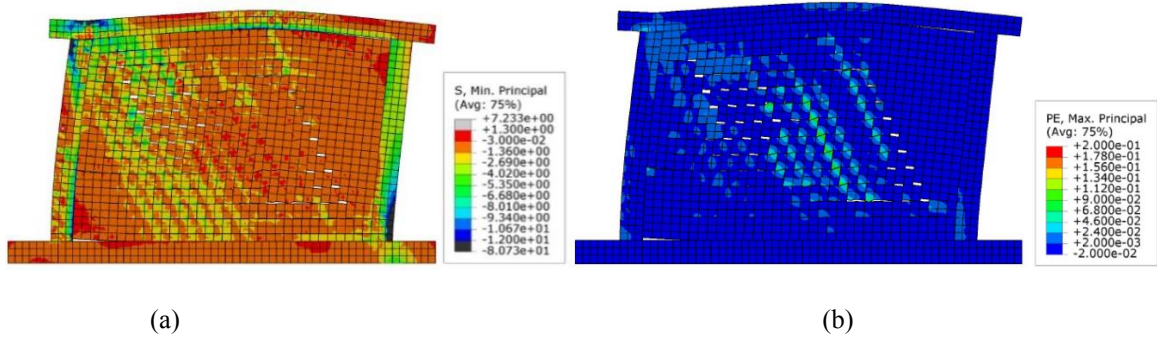 S, Min. Principal
(Avg: 75%)
+7.233e+00
+1.300e+00
-3.000e-02
-1.360e+00
-2.690e+00
-4.020e+00
-5.350e+00
-6.680e+00
-8.010e+00
-9.340e+00
-1.067e+01
-1.200e+01
-8.073e+01
PE, Max. Principal
(Avg: 75%)
+2.000e-01
+1.780e-01
+1.560e-01
+1.340e-01
+1.120e-01
+9.000e-02
+6.800e-02
+4.600e-02
+2.400e-02
+2.000e-03
-2.000e-02
(a)
(b)